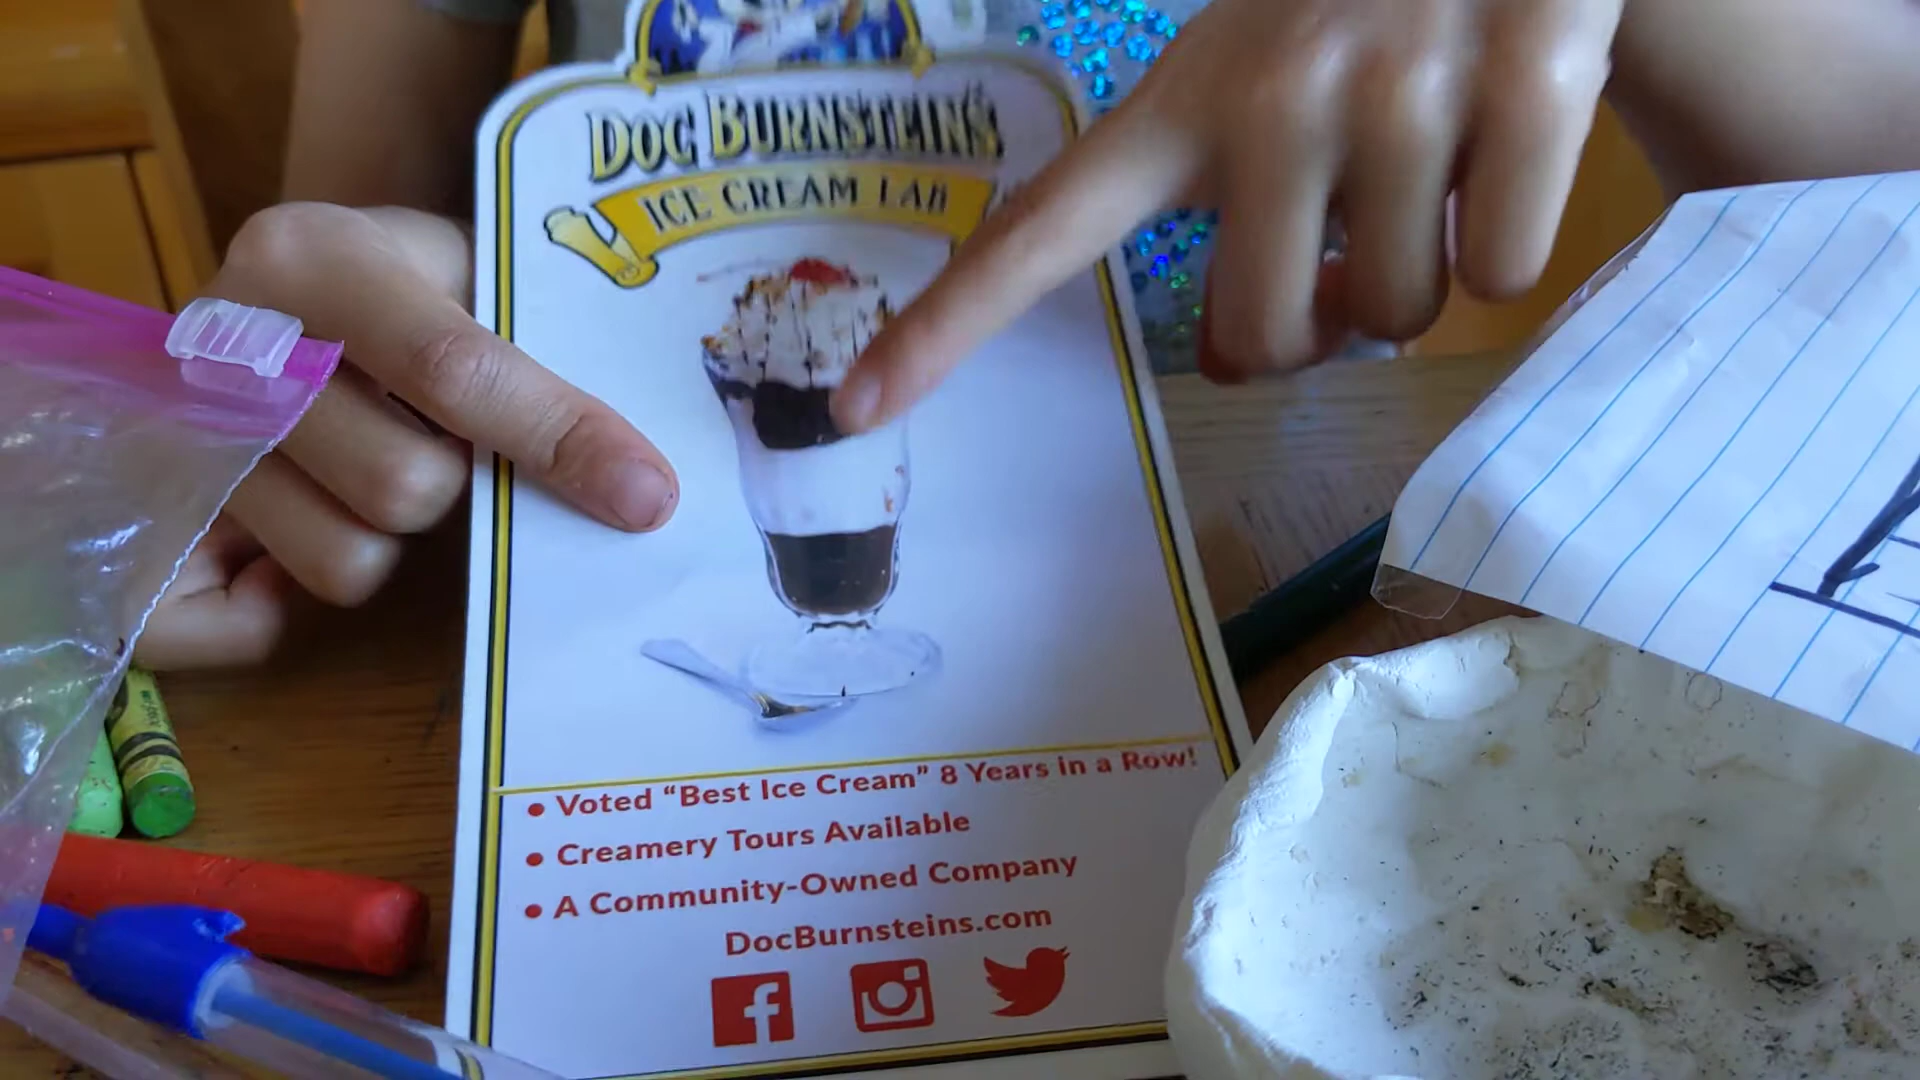 DOC BURNSTEIN'S
ICE CREAM LAB
• Voted “Best Ice Cream” 8 Years in a Row!
• Creamery Tours Available
• A Community-Owned Company
DocBurnsteins.com